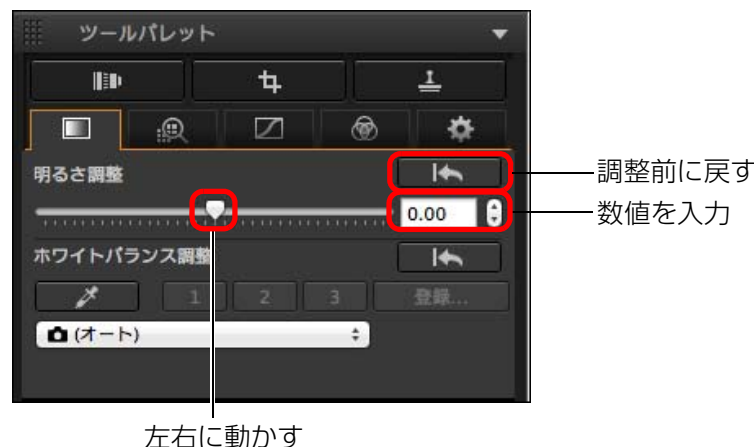 ツールパレット
明るさ調整
調整前に戻す
0.00
数値を入力
ホワイトバランス調整
1 2 3 登録...
(オート)
左右に動かす